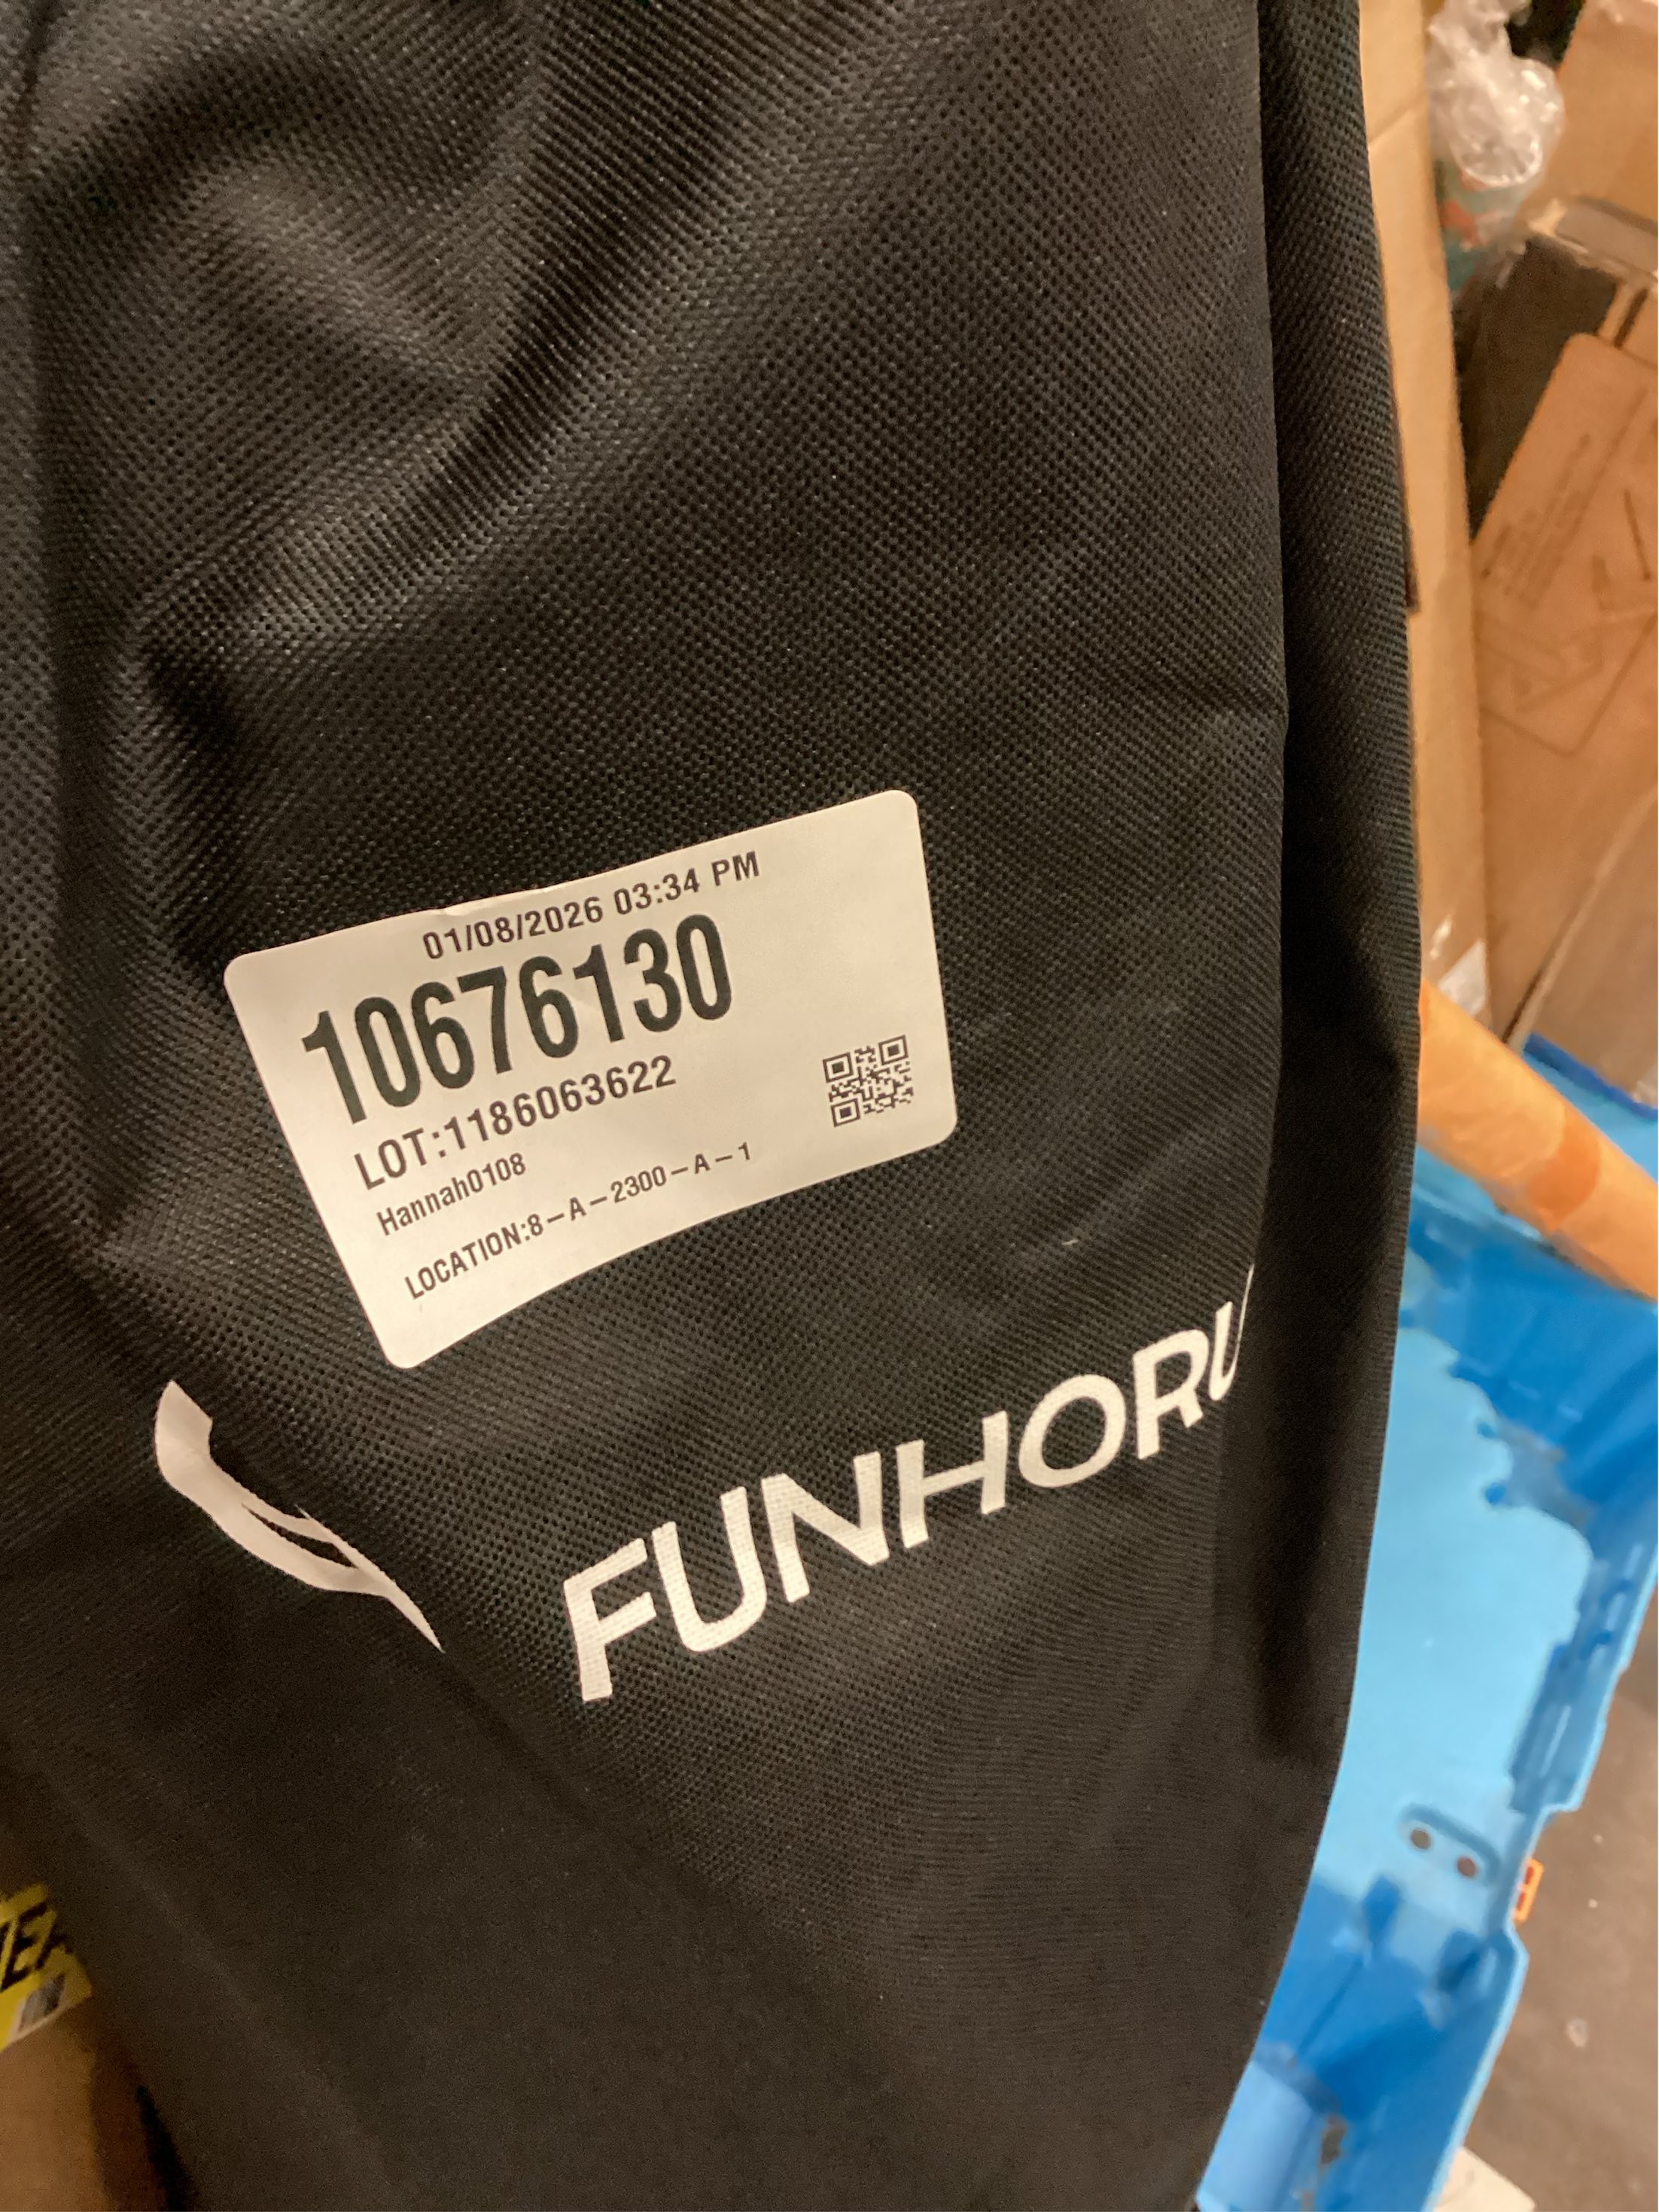 01/08/2026 03:34 PM
10676130
LOT:1186063622
Hannah0108
LOCATION:8-A-2300-A-1
FUNHORU